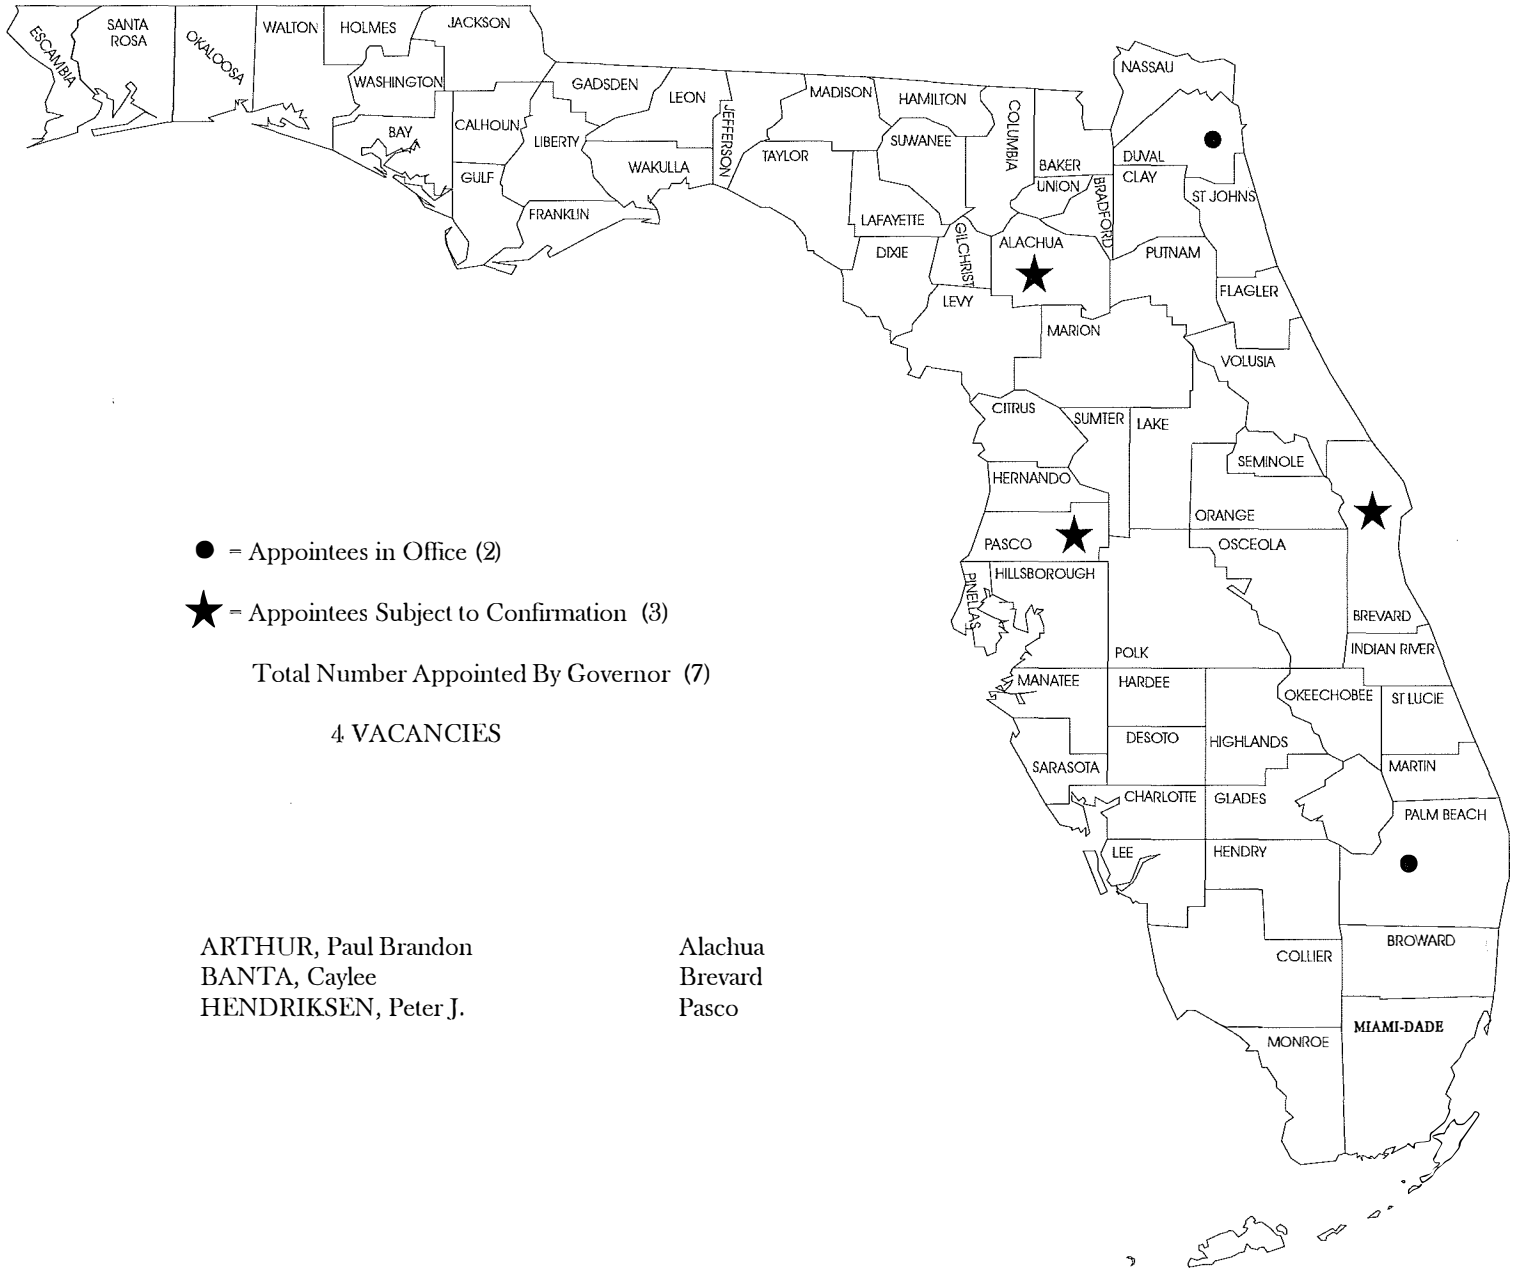 ESCAMBIA
SANTA
ROSA
OKALOOSA
WALTON
HOLMES
JACKSON
WASHINGTON
BAY
CALHOUN
GULF
LIBERTY
GADSDEN
FRANKLIN
LEON
WAKULLA
JEFFERSON
MADISON
TAYLOR
HAMILTON
SUWANEE
LAFAYETTE
DIXIE
COLUMBIA
GILCHRIST
BAKER
UNION
BRADFORD
NASSAU
DUVAL
CLAY
ST JOHNS
ALACHUA
PUTNAM
FLAGLER
LEVY
MARION
VOLUSIA
CITRUS
SUMTER
LAKE
SEMINOLE
HERNANDO
ORANGE
PASCO
OSCEOLA
HILLSBOROUGH
PINELLAS
BREVARD
POLK
INDIAN RIVER
MANATEE
HARDEE
OKEECHOBEE
ST LUCIE
DESOTO
HIGHLANDS
SARASOTA
MARTIN
CHARLOTTE
GLADES
PALM BEACH
LEE
HENDRY
BROWARD
COLLIER
MIAMI-DADE
MONROE
= Appointees in Office (2)
= Appointees Subject to Confirmation (3)
Total Number Appointed By Governor (7)
4 VACANCIES
ARTHUR, Paul Brandon Alachua
BANTA, Caylee Brevard
HENDRIKSEN, Peter J. Pasco